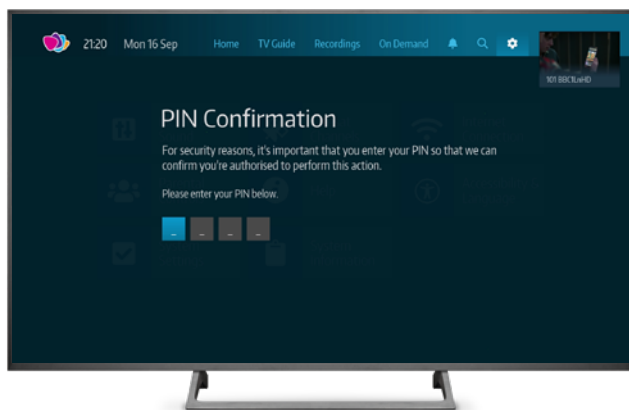 21:20 Mon 16 Sep Home TV Guide Recordings On Demand
101 BBC1LnHD
PIN Confirmation
For security reasons, it's important that you enter your PIN so that we can
confirm you're authorised to perform this action.
Please enter your PIN below.
_ _ _ _